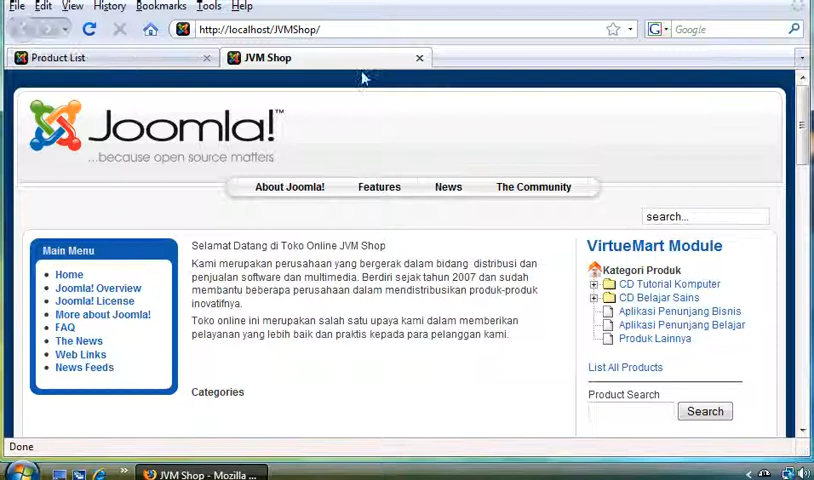 File Edit View History Bookmarks Tools Help
http://localhost/JVMShop/
G Google
Product List
JVM Shop
Joomla!™
...because open source matters
About Joomla! Features News The Community
search...
Main Menu
Home
Joomla! Overview
Joomla! License
More about Joomla!
FAQ
The News
Web Links
News Feeds
Selamat Datang di Toko Online JVM Shop
Kami merupakan perusahaan yang bergerak dalam bidang distribusi dan
penjualan software dan multimedia. Berdiri sejak tahun 2007 dan sudah
membantu beberapa perusahaan dalam mendistribusikan produk-produk
inovatifnya.
Toko online ini merupakan salah satu upaya kami dalam memberikan
pelayanan yang lebih baik dan praktis kepada para pelanggan kami.
Categories
VirtueMart Module
Kategori Produk
CD Tutorial Komputer
CD Belajar Sains
Aplikasi Penunjang Bisnis
Aplikasi Penunjang Belajar
Produk Lainnya
List All Products
Product Search
Search
Done
JVM Shop - Mozilla ...